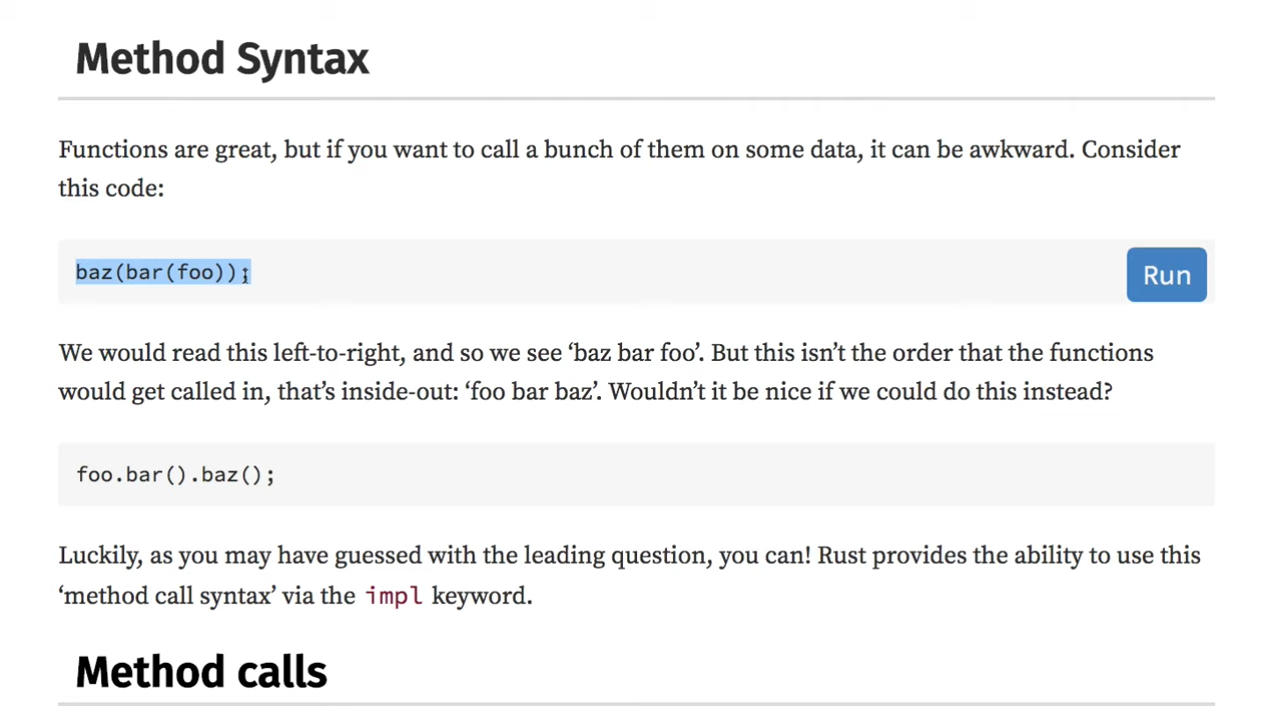 Method Syntax
Functions are great, but if you want to call a bunch of them on some data, it can be awkward. Consider
this code:
baz(bar(foo));
Run
We would read this left-to-right, and so we see ‘baz bar foo’. But this isn’t the order that the functions
would get called in, that’s inside-out: ‘foo bar baz’. Wouldn’t it be nice if we could do this instead?
foo.bar().baz();
Luckily, as you may have guessed with the leading question, you can! Rust provides the ability to use this
‘method call syntax’ via the impl keyword.
Method calls